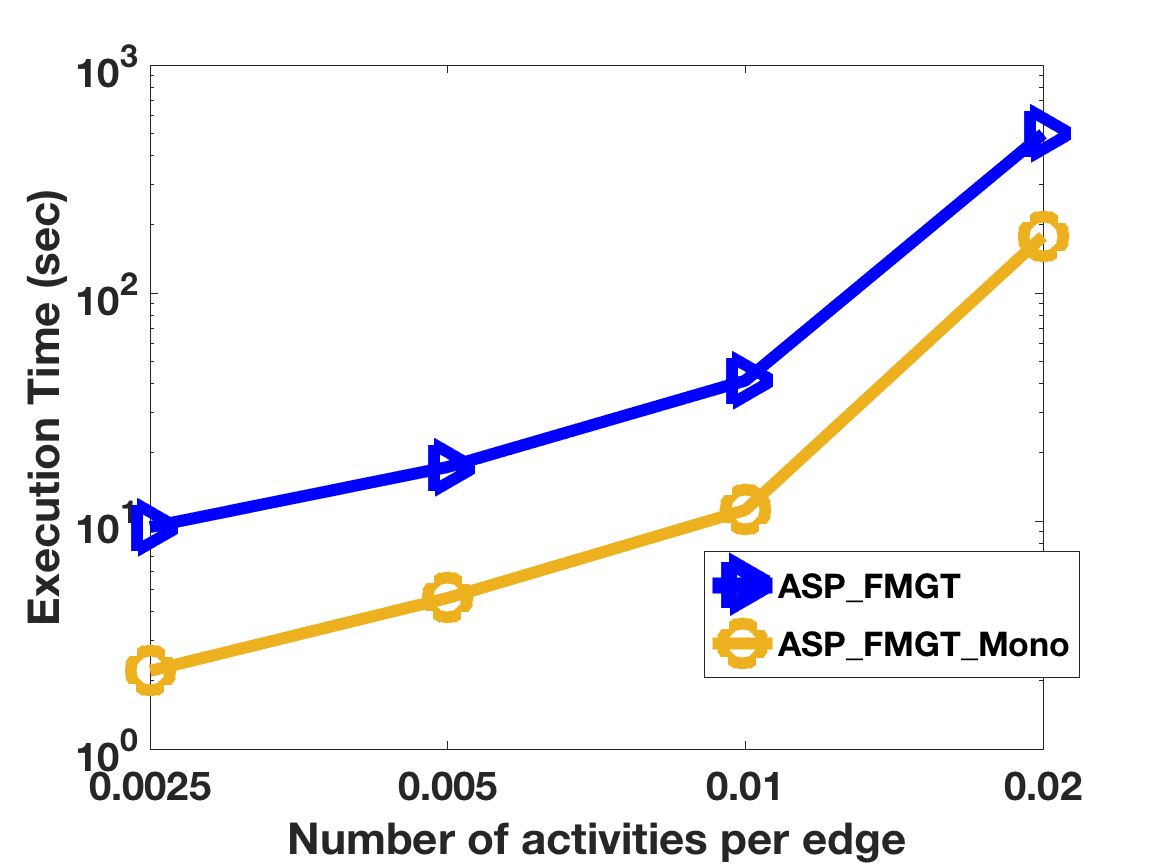 Execution Time (sec)
10³
10²
10¹
10⁰
0.0025 0.005 0.01 0.02
Number of activities per edge
ASP_FMGT
ASP_FMGT_Mono